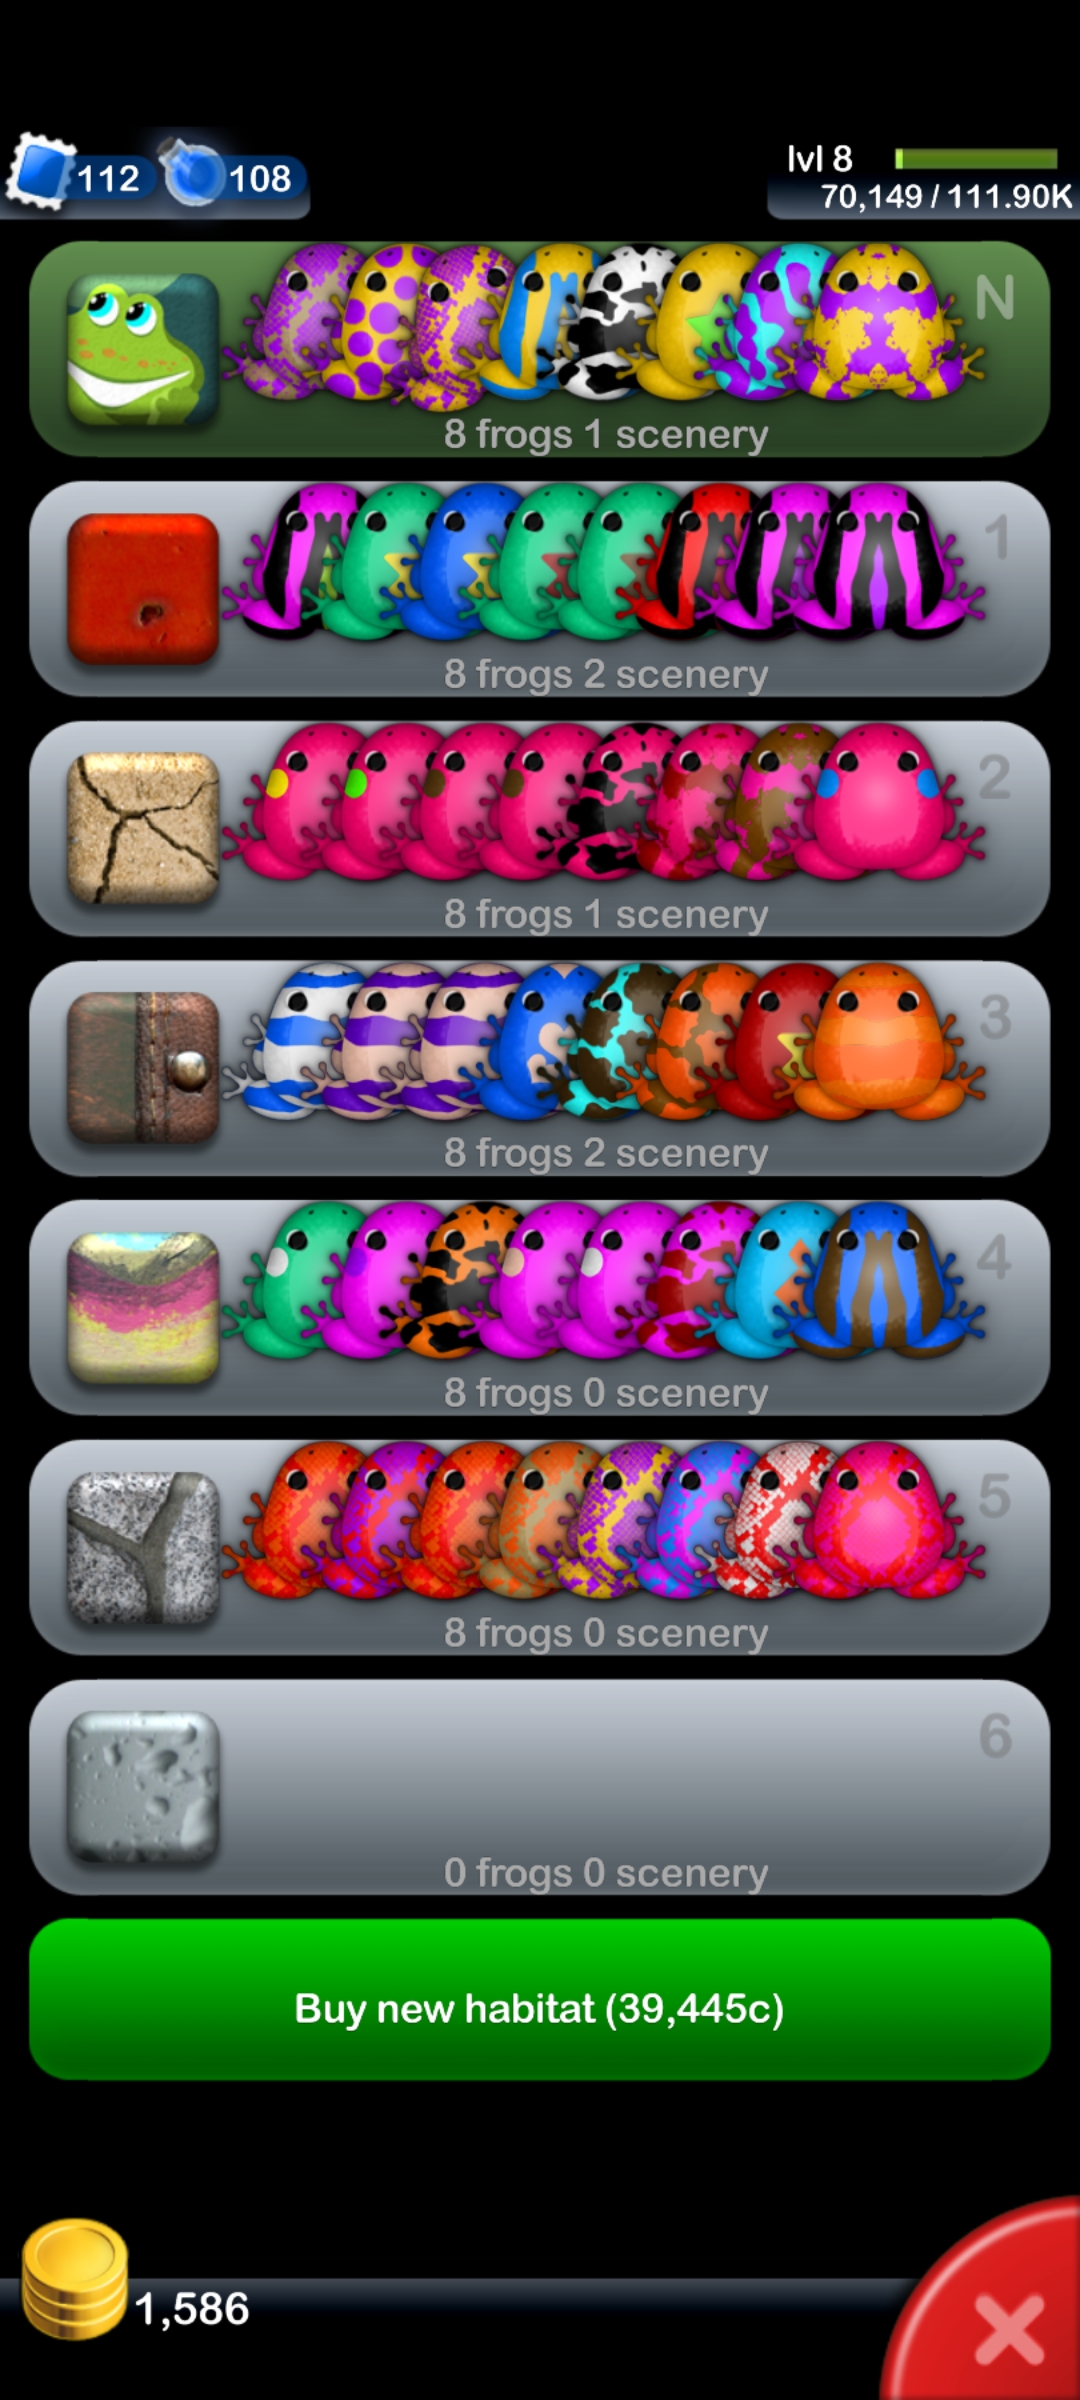 112 108
lvl 8
70,149 / 111.90K
N
8 frogs 1 scenery
1
8 frogs 2 scenery
2
8 frogs 1 scenery
3
8 frogs 2 scenery
4
8 frogs 0 scenery
5
8 frogs 0 scenery
6
0 frogs 0 scenery
Buy new habitat (39,445c)
1,586